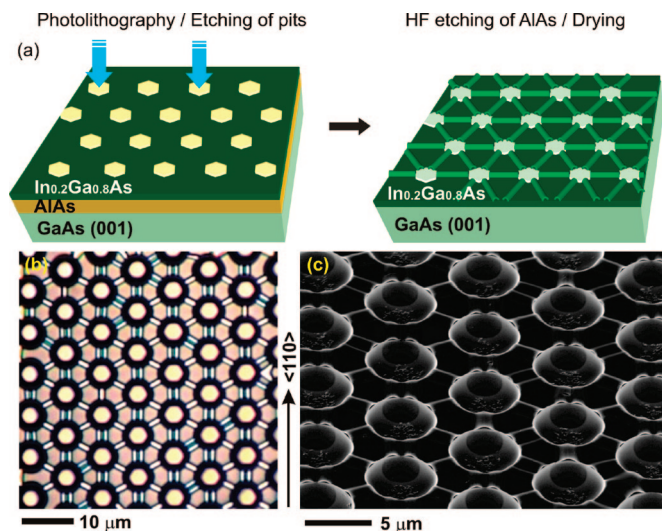 Photolithography / Etching of pits
HF etching of AlAs / Drying
(a)
In0.2Ga0.8As
AlAs
GaAs (001)
In0.2Ga0.8As
GaAs (001)
(b)
(c)
<110>
10 μm
5 μm